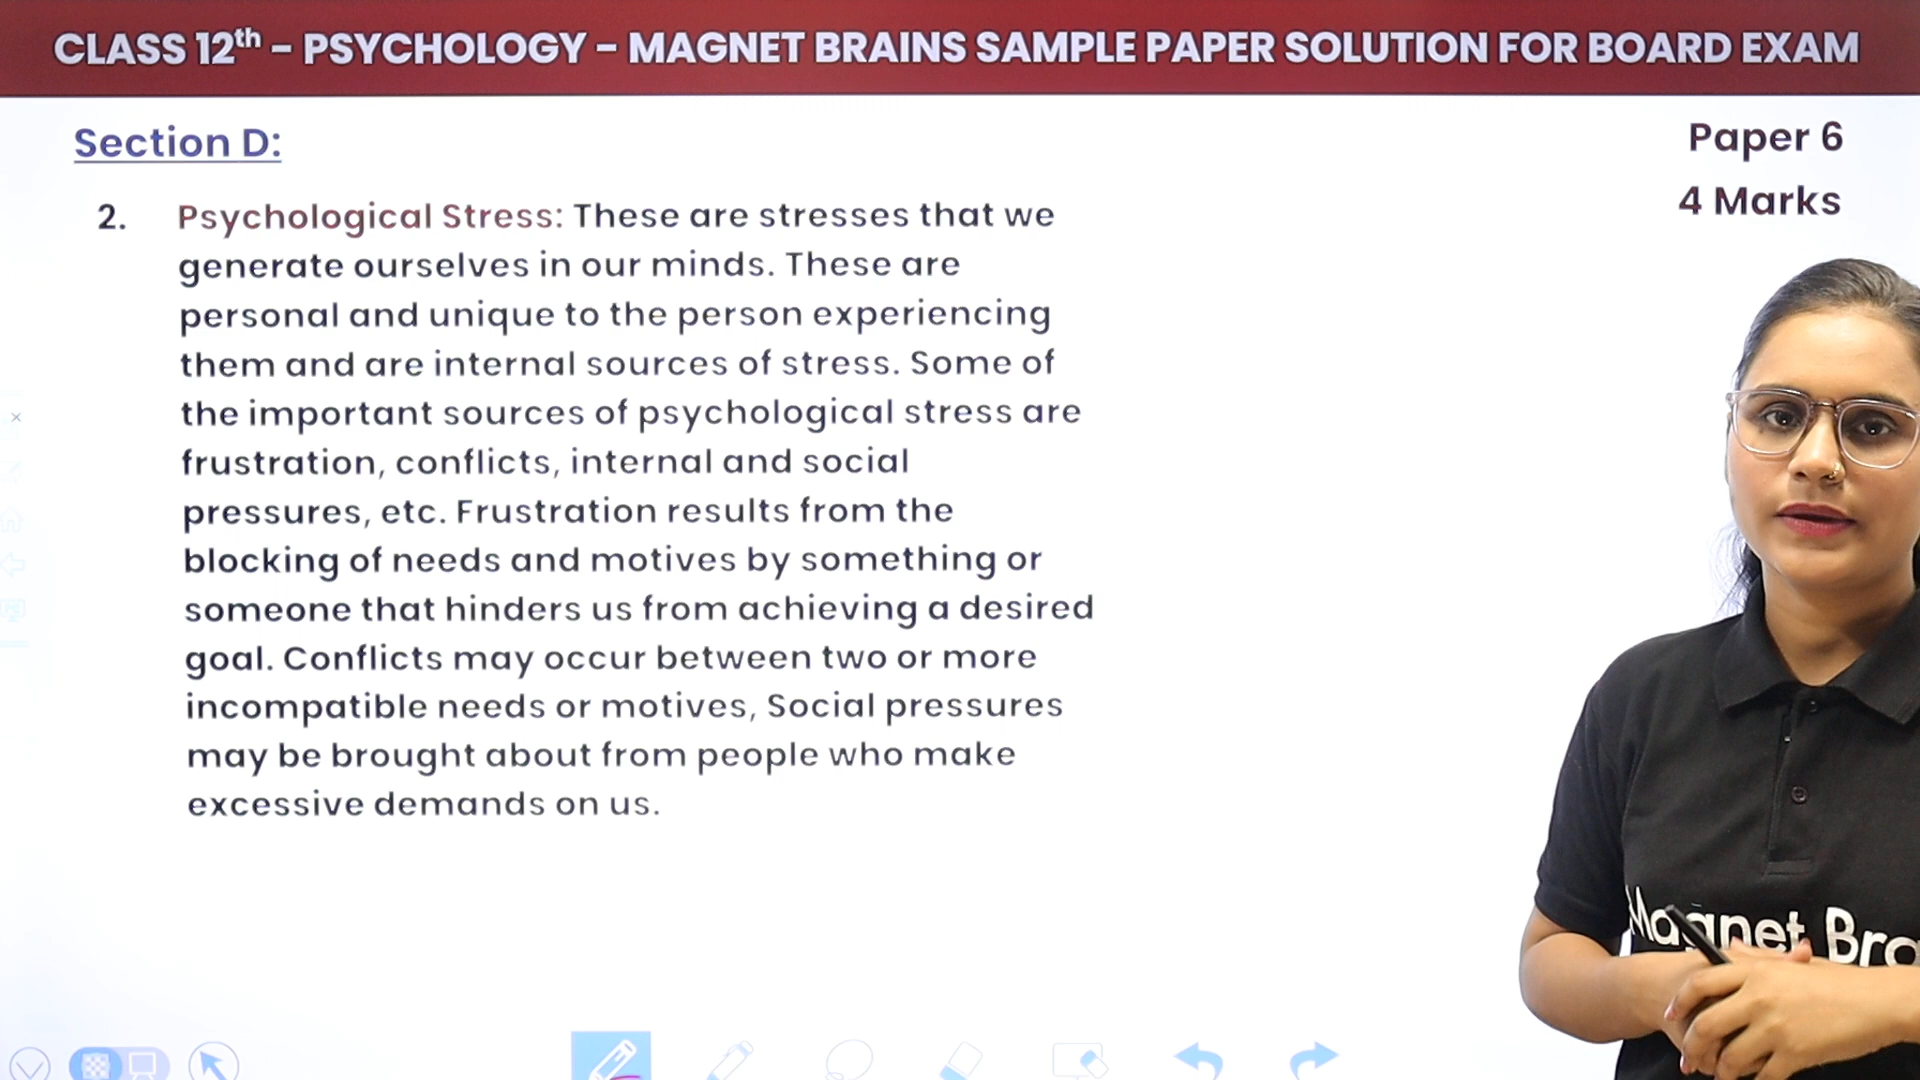 CLASS 12th - PSYCHOLOGY - MAGNET BRAINS SAMPLE PAPER SOLUTION FOR BOARD EXAM
Section D:
Paper 6
4 Marks
2. Psychological Stress: These are stresses that we
generate ourselves in our minds. These are
personal and unique to the person experiencing
them and are internal sources of stress. Some of
the important sources of psychological stress are
frustration, conflicts, internal and social
pressures, etc. Frustration results from the
blocking of needs and motives by something or
someone that hinders us from achieving a desired
goal. Conflicts may occur between two or more
incompatible needs or motives, Social pressures
may be brought about from people who make
excessive demands on us.
Magnet Bra